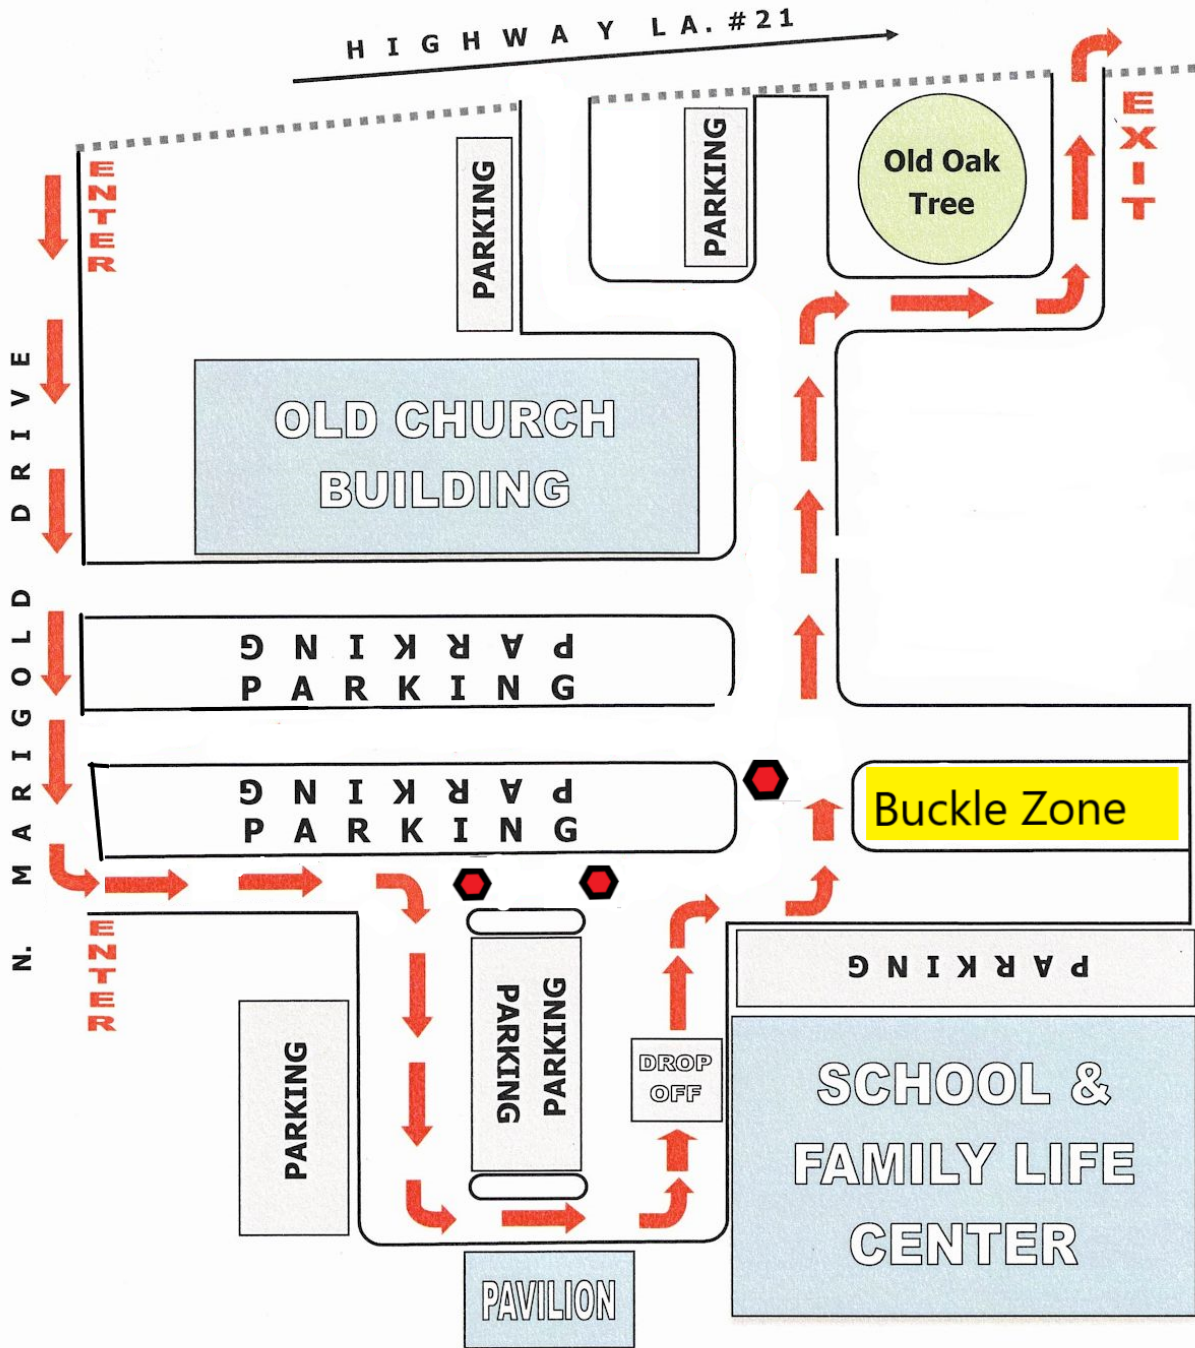 HIGHWAY LA. #21
EXIT
ENTER
PARKING
PARKING
Old Oak
Tree
N. MARIGOLD DRIVE
OLD CHURCH
BUILDING
PARKING
PARKING
PARKING
PARKING
Buckle Zone
ENTER
PARKING
PARKING
PARKING
PARKING
DROP
OFF
SCHOOL &
FAMILY LIFE
CENTER
PAVILION